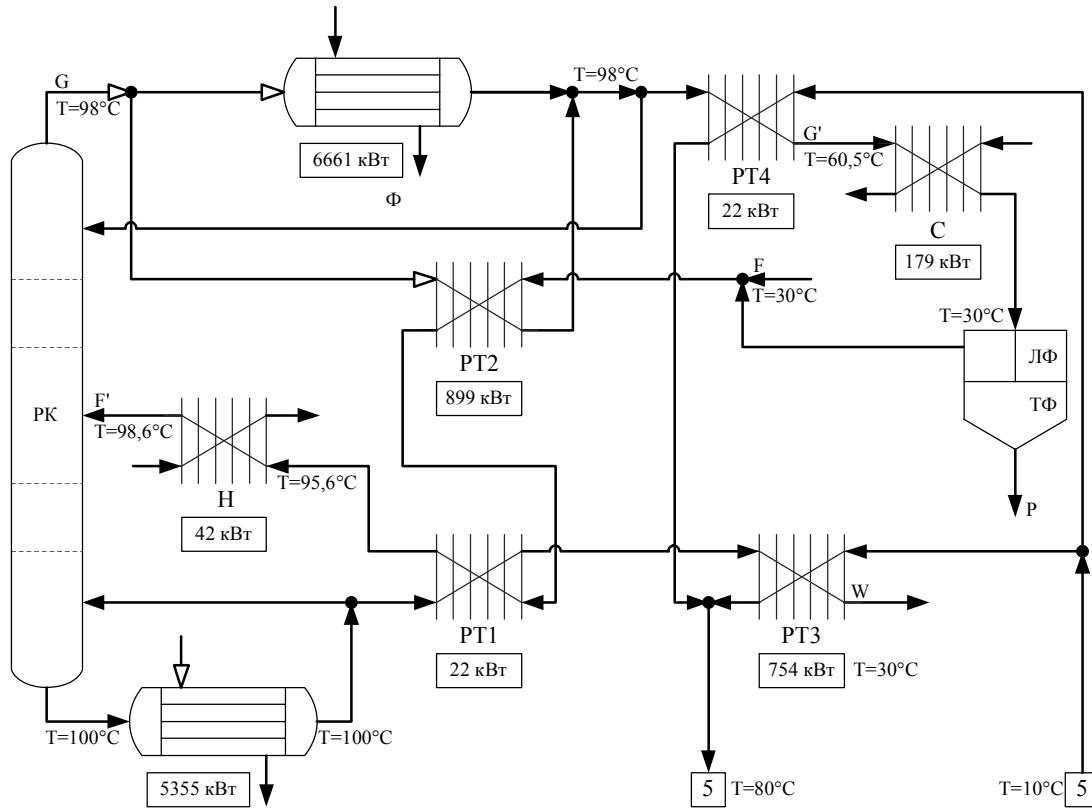 G
T=98°C
6661 кВт
Ф
T=98°C
РТ4
22 кВт
G'
T=60,5°C
С
179 кВт
F
T=30°C
РТ2
899 кВт
T=30°C
ЛФ
ТФ
P
РК
F'
T=98,6°C
Н
42 кВт
T=95,6°C
РТ1
22 кВт
W
РТ3
754 кВт
T=30°C
T=100°C
T=100°C
5355 кВт
5
T=80°C
T=10°C
5